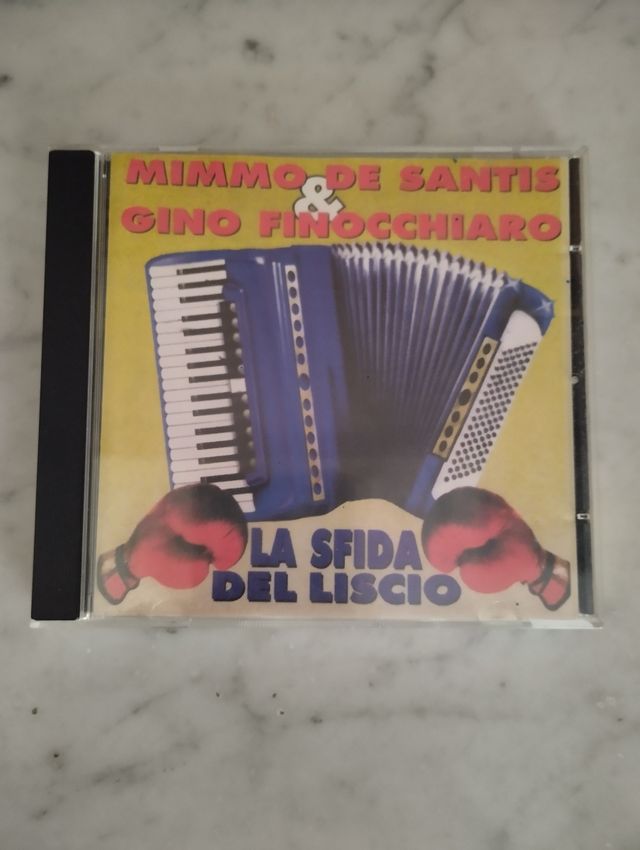 MIMMO DE SANTIS
&
GINO FINOCCHiARO
LA SFIDA
DEL LISCIO